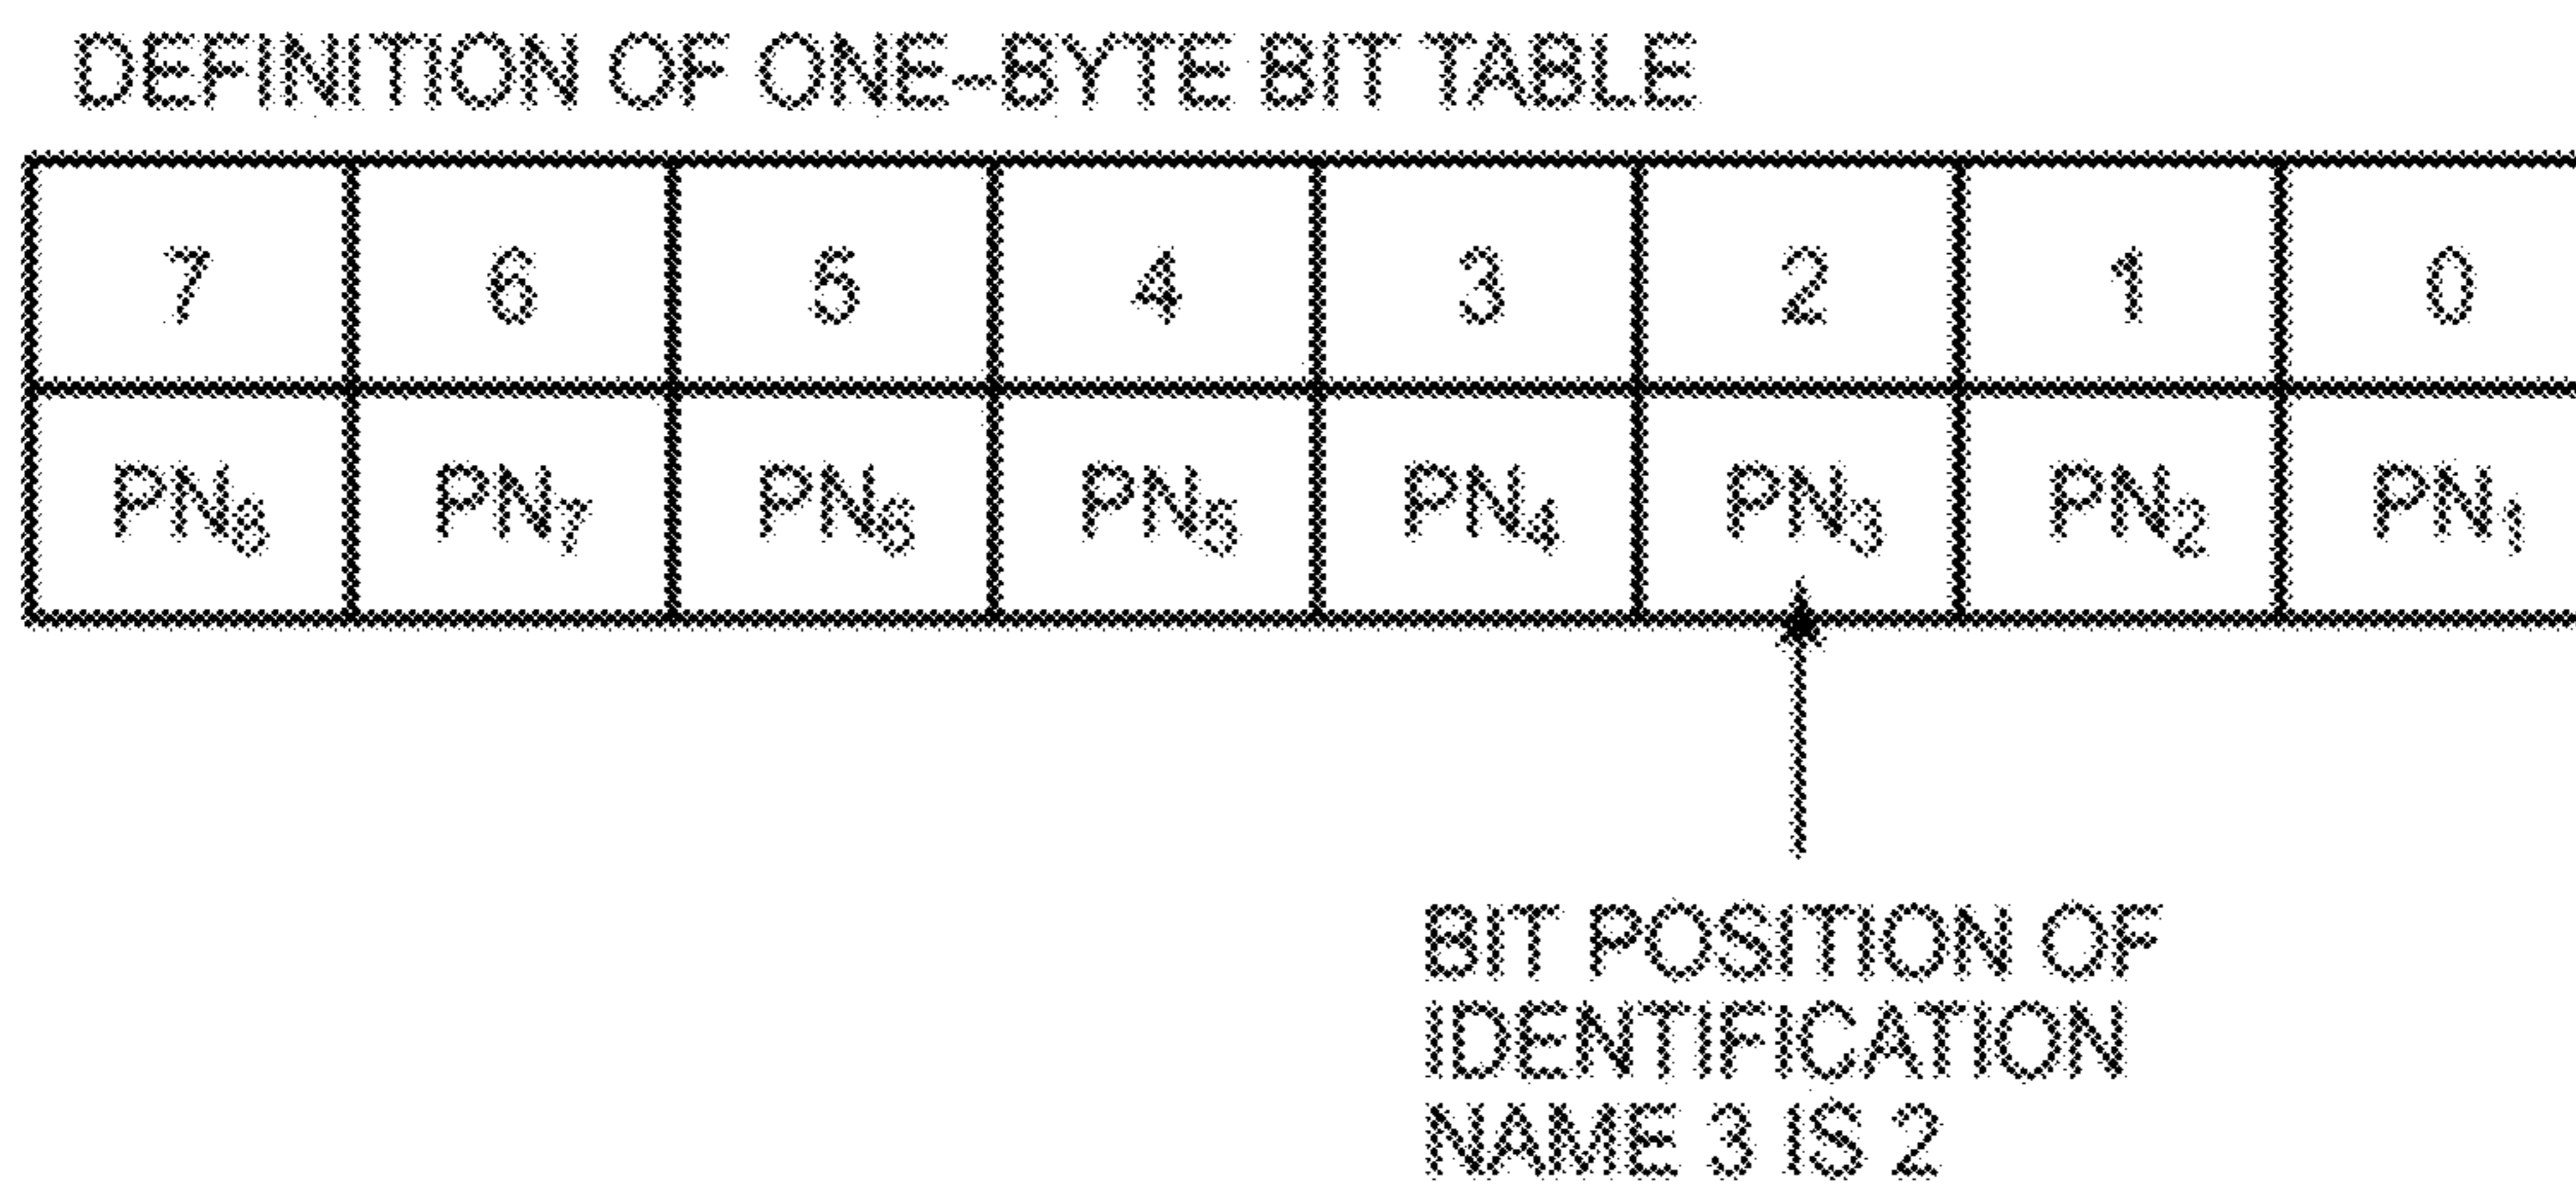 DEFINITION OF ONE-BYTE BIT TABLE
7 6 5 4 3 2 1 0
PN₈ PN₇ PN₆ PN₅ PN₄ PN₃ PN₂ PN₁
BIT POSITION OF
IDENTIFICATION
NAME 3 IS 2